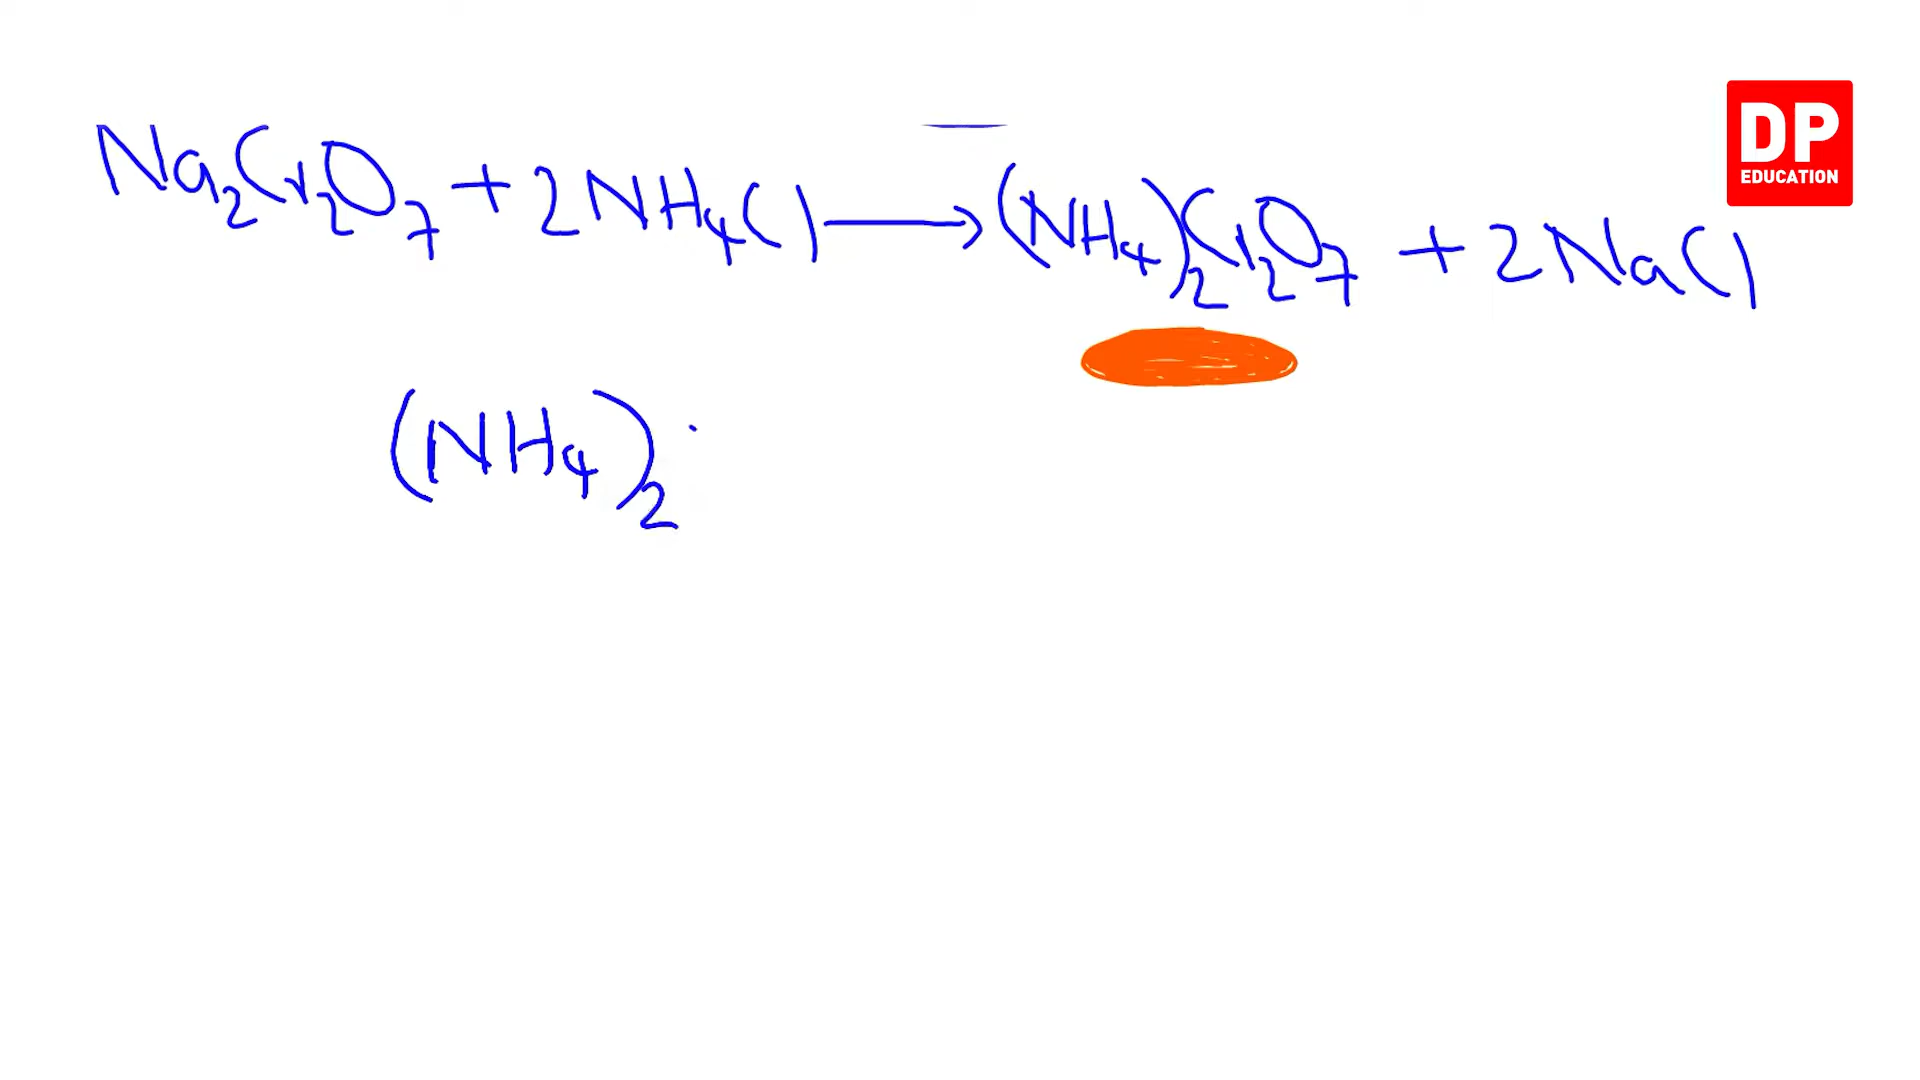 Na₂Cr₂O₇ + 2NH₄Cl ⟶ (NH₄)₂Cr₂O₇ + 2NaCl
(NH₄)₂
DP
EDUCATION